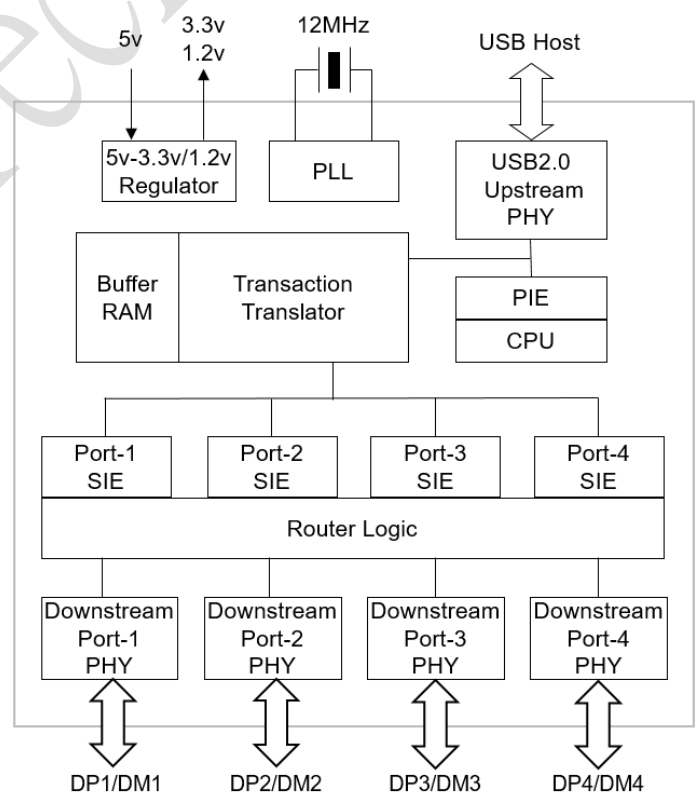 5v
3.3v
1.2v
12MHz
USB Host
5v-3.3v/1.2v
Regulator
PLL
USB2.0
Upstream
PHY
Buffer
RAM
Transaction
Translator
PIE
CPU
Port-1
SIE
Port-2
SIE
Port-3
SIE
Port-4
SIE
Router Logic
Downstream
Port-1
PHY
Downstream
Port-2
PHY
Downstream
Port-3
PHY
Downstream
Port-4
PHY
DP1/DM1
DP2/DM2
DP3/DM3
DP4/DM4